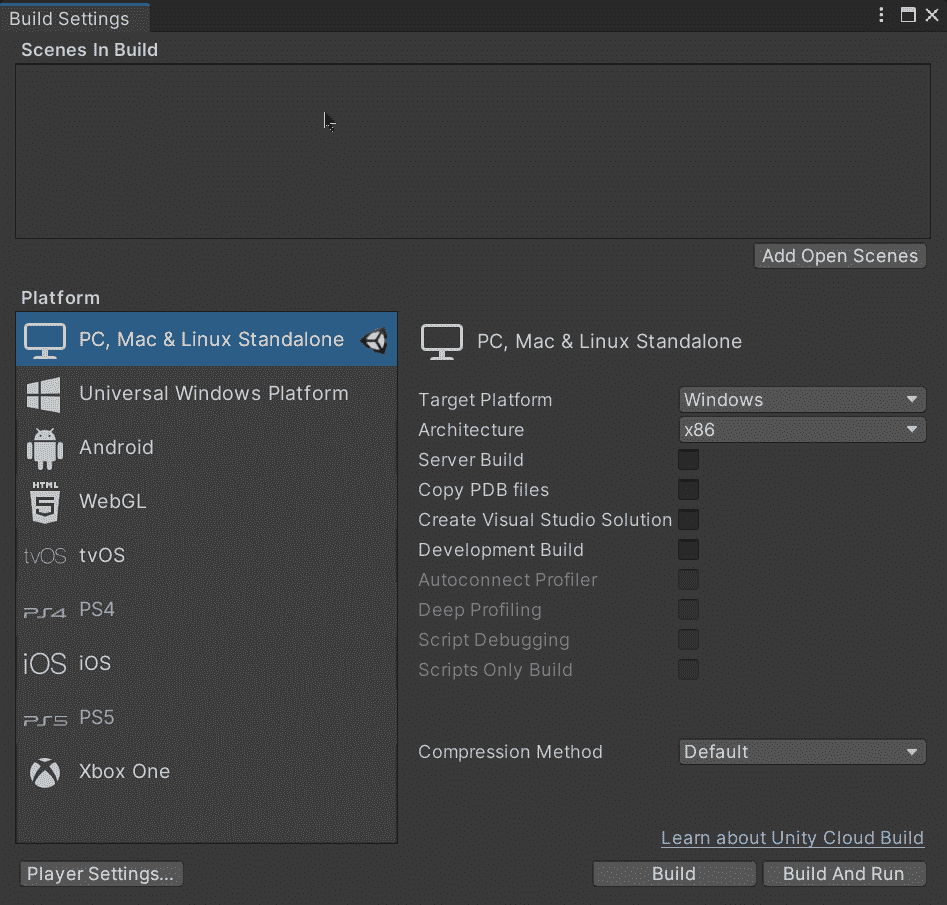 Build Settings
Scenes In Build
Add Open Scenes
Platform
PC, Mac & Linux Standalone
Universal Windows Platform
Android
HTML
5
WebGL
tvOS tvOS
PS4 PS4
iOS iOS
PS5 PS5
Xbox One
PC, Mac & Linux Standalone
Target Platform Windows
Architecture x86
Server Build
Copy PDB files
Create Visual Studio Solution
Development Build
Autoconnect Profiler
Deep Profiling
Script Debugging
Scripts Only Build
Compression Method Default
Learn about Unity Cloud Build
Player Settings... Build Build And Run